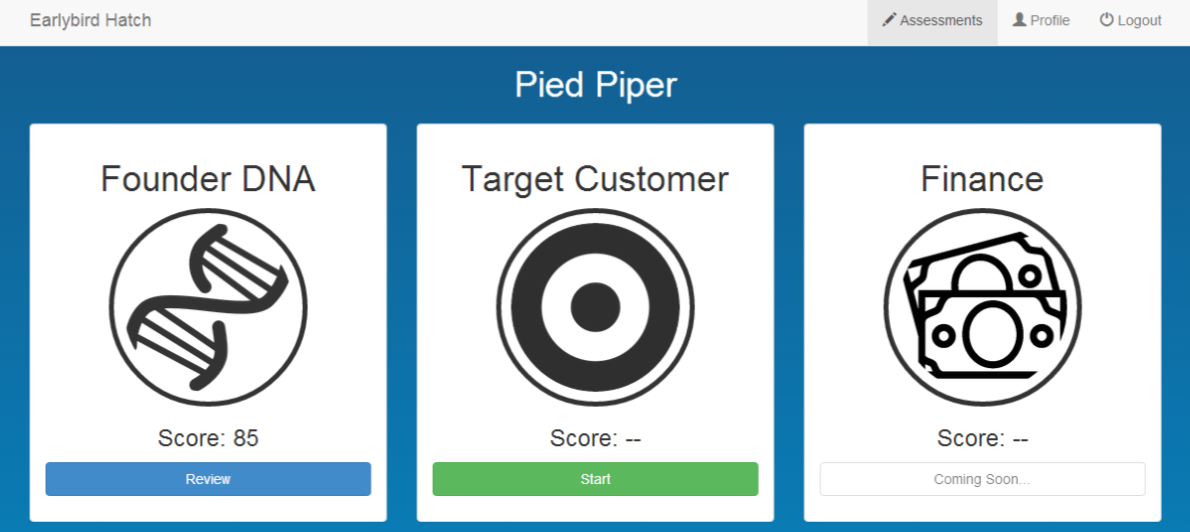 Earlybird Hatch
Assessments
Profile
Logout
Pied Piper
Founder DNA
Score: 85
Review
Target Customer
Score: --
Start
Finance
Score: --
Coming Soon...